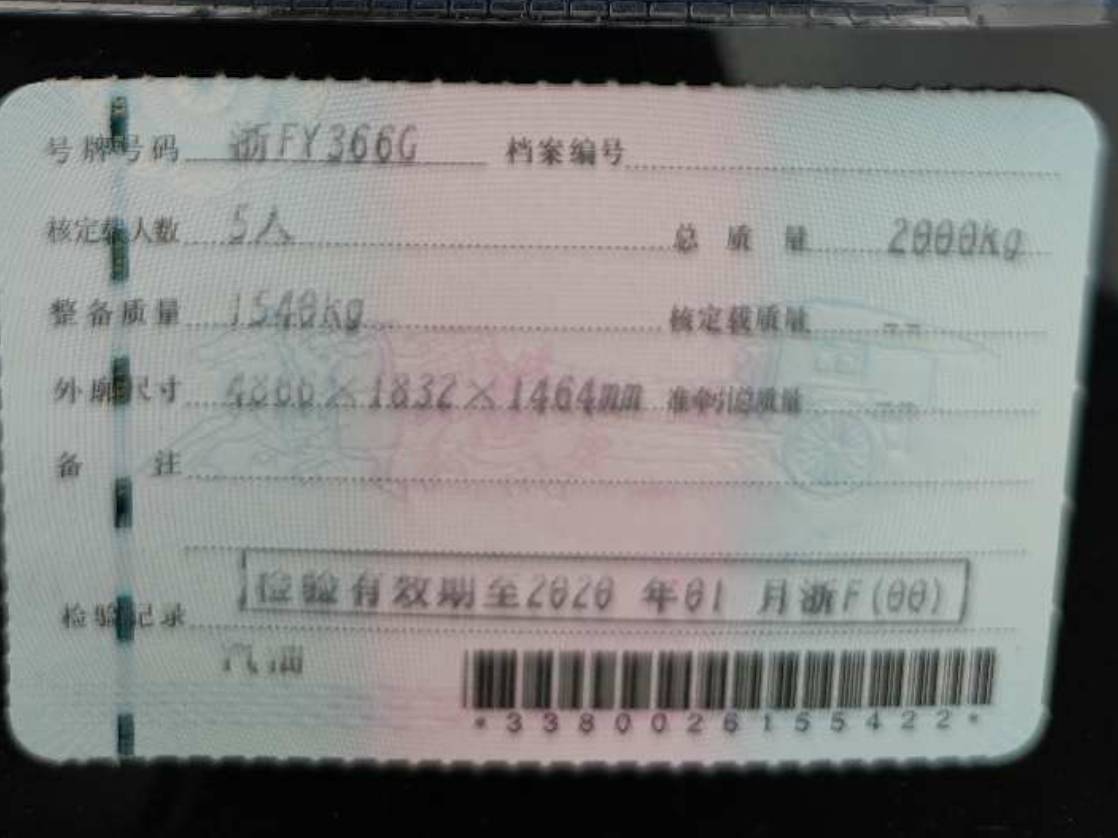 号牌号码 浙FY366G 档案编号
核定载人数 5人 总质量 2000kg
整备质量 1540kg 核定载质量 --
外廓尺寸 4866×1832×1464mm 准牵引总质量 --
备注
检验记录 检验有效期至2020年01月浙F(00)
汽油
*3380026155422*